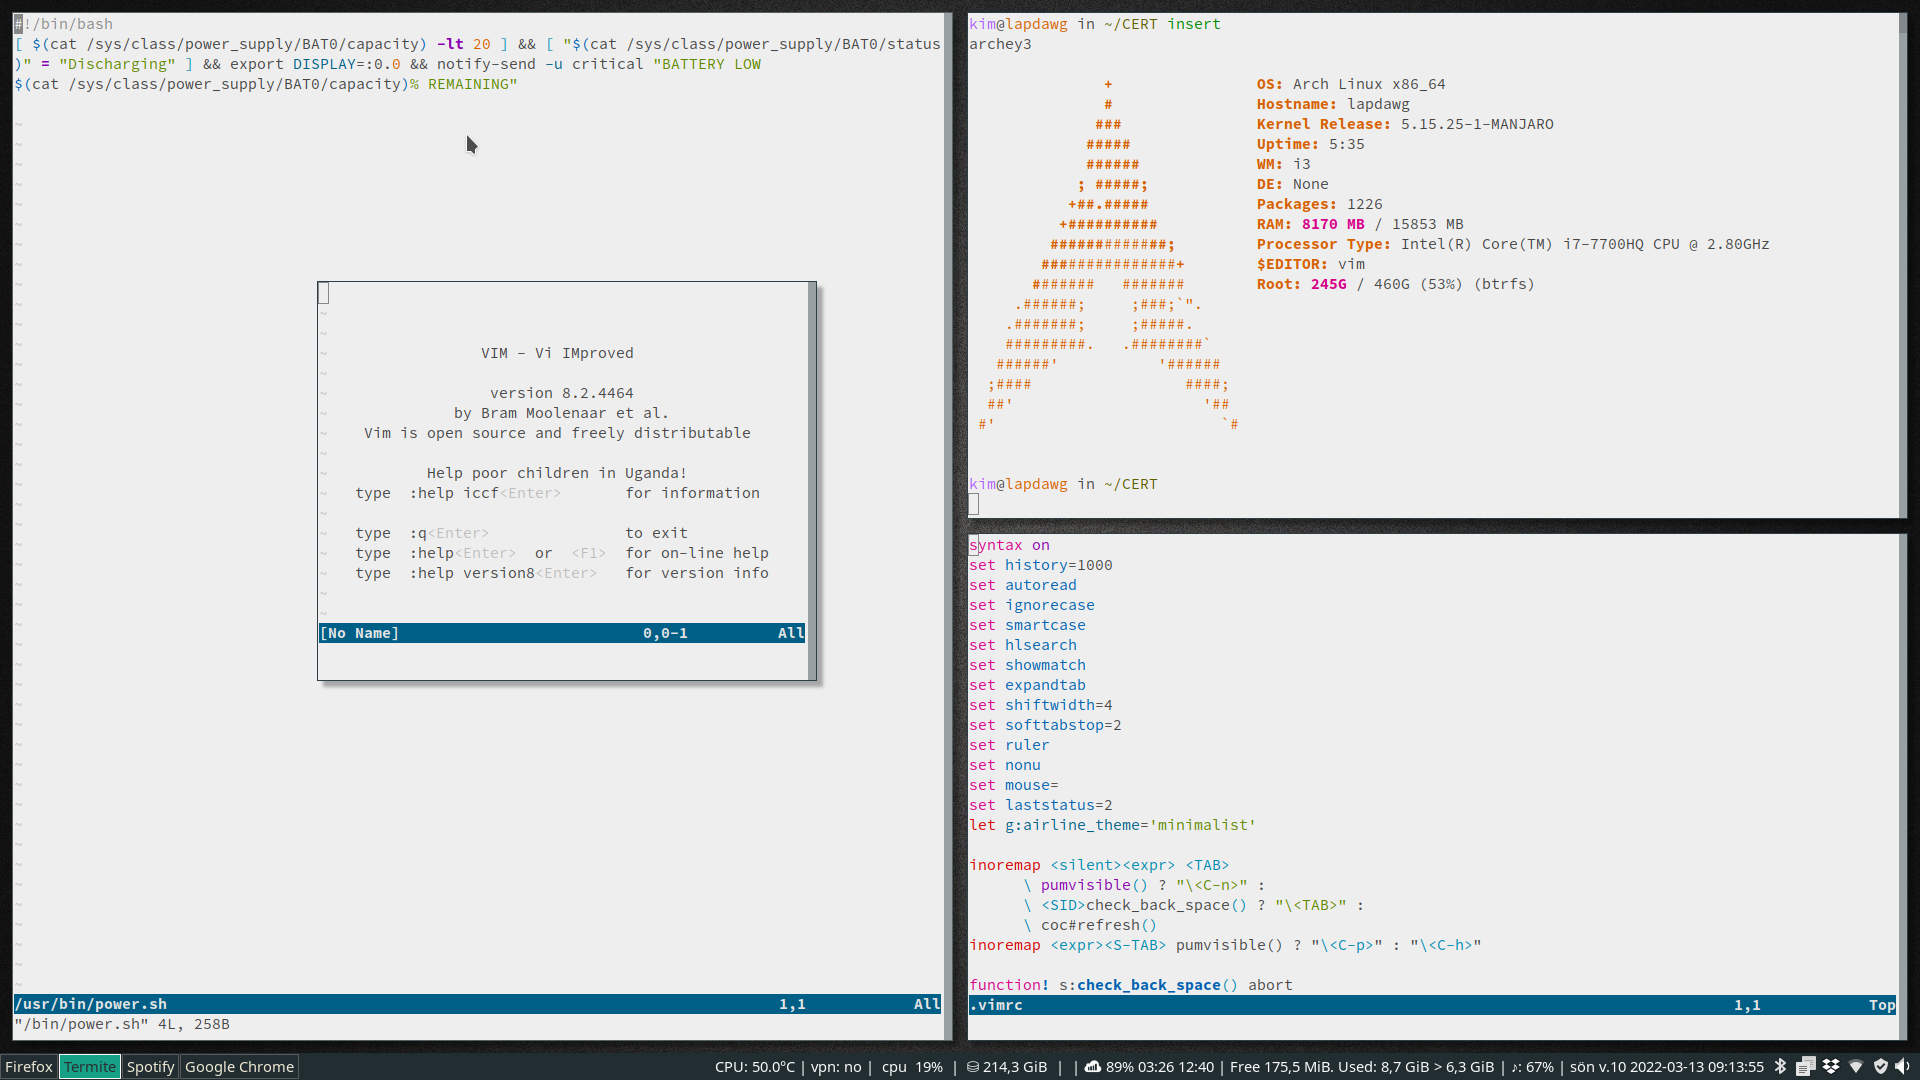 #!/bin/bash
[ $(cat /sys/class/power_supply/BAT0/capacity) -lt 20 ] && [ "$(cat /sys/class/power_supply/BAT0/status
)" = "Discharging" ] && export DISPLAY=:0.0 && notify-send -u critical "BATTERY LOW
$(cat /sys/class/power_supply/BAT0/capacity)% REMAINING"
VIM - Vi IMproved
version 8.2.4464
by Bram Moolenaar et al.
Vim is open source and freely distributable
Help poor children in Uganda!
type  :help iccf<Enter>       for information
type  :q<Enter>               to exit
type  :help<Enter>  or  <F1>  for on-line help
type  :help version8<Enter>   for version info
[No Name]                           0,0-1          All
/usr/bin/power.sh                                                                    1,1            All
"/bin/power.sh" 4L, 258B
kim@lapdawg in ~/CERT insert
archey3
               +                OS: Arch Linux x86_64
               #                Hostname: lapdawg
              ###               Kernel Release: 5.15.25-1-MANJARO
             #####              Uptime: 5:35
             ######             WM: i3
            ; #####;            DE: None
           +##.#####            Packages: 1226
          +##########           RAM: 8170 MB / 15853 MB
         #############;         Processor Type: Intel(R) Core(TM) i7-7700HQ CPU @ 2.80GHz
        ###############+        $EDITOR: vim
       #######   #######        Root: 245G / 460G (53%) (btrfs)
     .######;     ;###;`".
    .#######;     ;#####.
    #########.   .########`
   ######'           '######
  ;####                 ####;
  ##'                     '##
 #'                         `#
kim@lapdawg in ~/CERT
syntax on
set history=1000
set autoread
set ignorecase
set smartcase
set hlsearch
set showmatch
set expandtab
set shiftwidth=4
set softtabstop=2
set ruler
set nonu
set mouse=
set laststatus=2
let g:airline_theme='minimalist'
inoremap <silent><expr> <TAB>
      \ pumvisible() ? "\<C-n>" :
      \ <SID>check_back_space() ? "\<TAB>" :
      \ coc#refresh()
inoremap <expr><S-TAB> pumvisible() ? "\<C-p>" : "\<C-h>"
function! s:check_back_space() abort
.vimrc                                                                               1,1            Top
Firefox Termite Spotify Google Chrome CPU: 50.0°C | vpn: no | cpu 19% | 214,3 GiB | | 89% 03:26 12:40 | Free 175,5 MiB. Used: 8,7 GiB > 6,3 GiB | ♪: 67% | sön v.10 2022-03-13 09:13:55